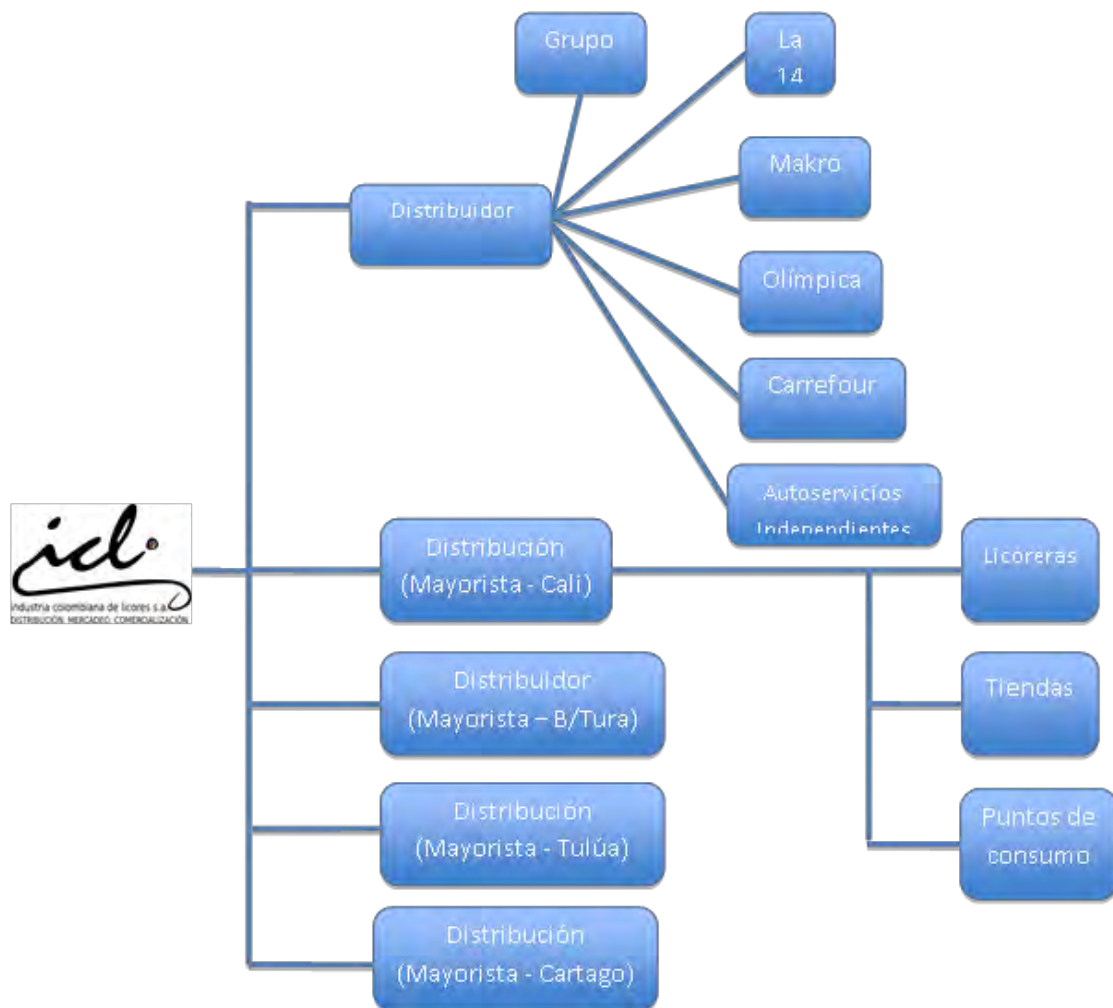 Grupo
La
14
Makro
Distribuidor
Olímpica
Carrefour
Autoservicios
Independientes
icl
industria colombiana de licores s.a.
DISTRIBUCIÓN. MERCADEO. COMERCIALIZACIÓN.
Distribución
(Mayorista - Cali)
Licoreras
Distribuidor
(Mayorista – B/Tura)
Tiendas
Distribución
(Mayorista - Tulúa)
Puntos de
consumo
Distribución
(Mayorista - Cartago)